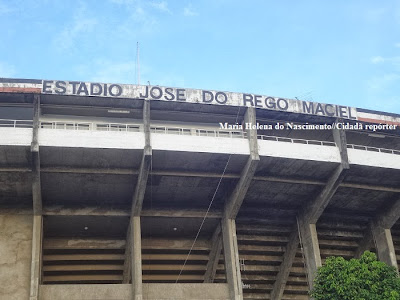 ESTADIO JOSE DO REGO MACIEL
Maria Helena do Nascimento//Cidadã repórter